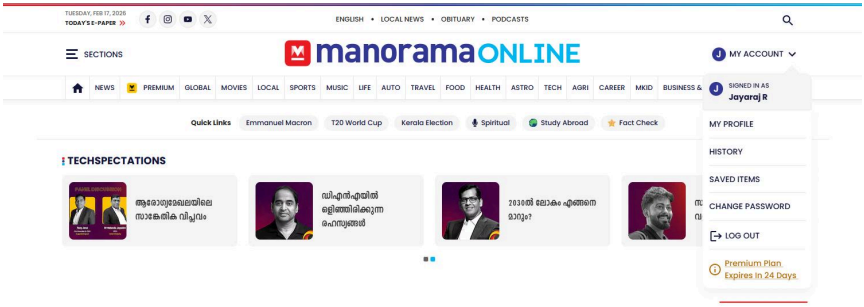 TUESDAY, FEB 17, 2026
TODAY'S E-PAPER »
ENGLISH • LOCAL NEWS • OBITUARY • PODCASTS
SECTIONS
manoramaONLINE
J MY ACCOUNT
NEWS PREMIUM GLOBAL MOVIES LOCAL SPORTS MUSIC LIFE AUTO TRAVEL FOOD HEALTH ASTRO TECH AGRI CAREER MKID BUSINESS &
J SIGNED IN AS
Jayaraj R
MY PROFILE
HISTORY
SAVED ITEMS
CHANGE PASSWORD
LOG OUT
Premium Plan
Expires in 24 Days
Quick Links Emmanuel Macron T20 World Cup Kerala Election Spiritual Study Abroad Fact Check
TECHSPECTATIONS
ആരോഗ്യമേഖലയിലെ
സാങ്കേതിക വിപ്ലവം
ഡിഎൻഎയിൽ
ഒളിഞ്ഞിരിക്കുന്ന
രഹസ്യങ്ങൾ
2030ൽ ലോകം എങ്ങനെ
മാറും?